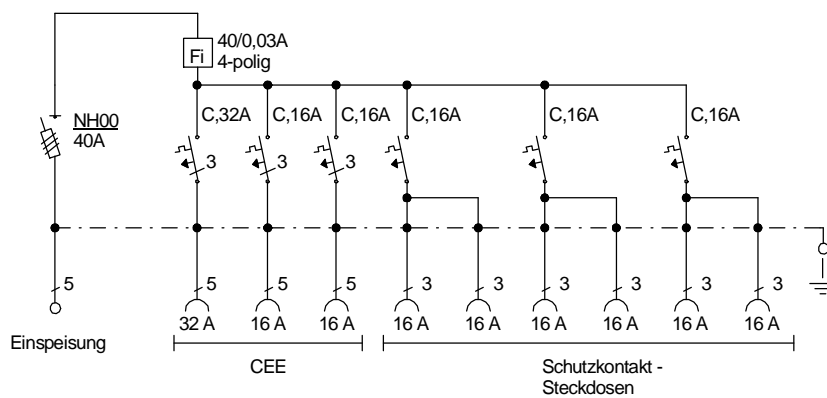 40/0,03A
Fi
4-polig
NH00
40A
C,32A
C,16A
C,16A
C,16A
C,16A
C,16A
3
3
3
5
5
5
5
3
3
3
3
3
3
32 A
16 A
16 A
16 A
16 A
16 A
16 A
16 A
16 A
Einspeisung
CEE
Schutzkontakt -
Steckdosen